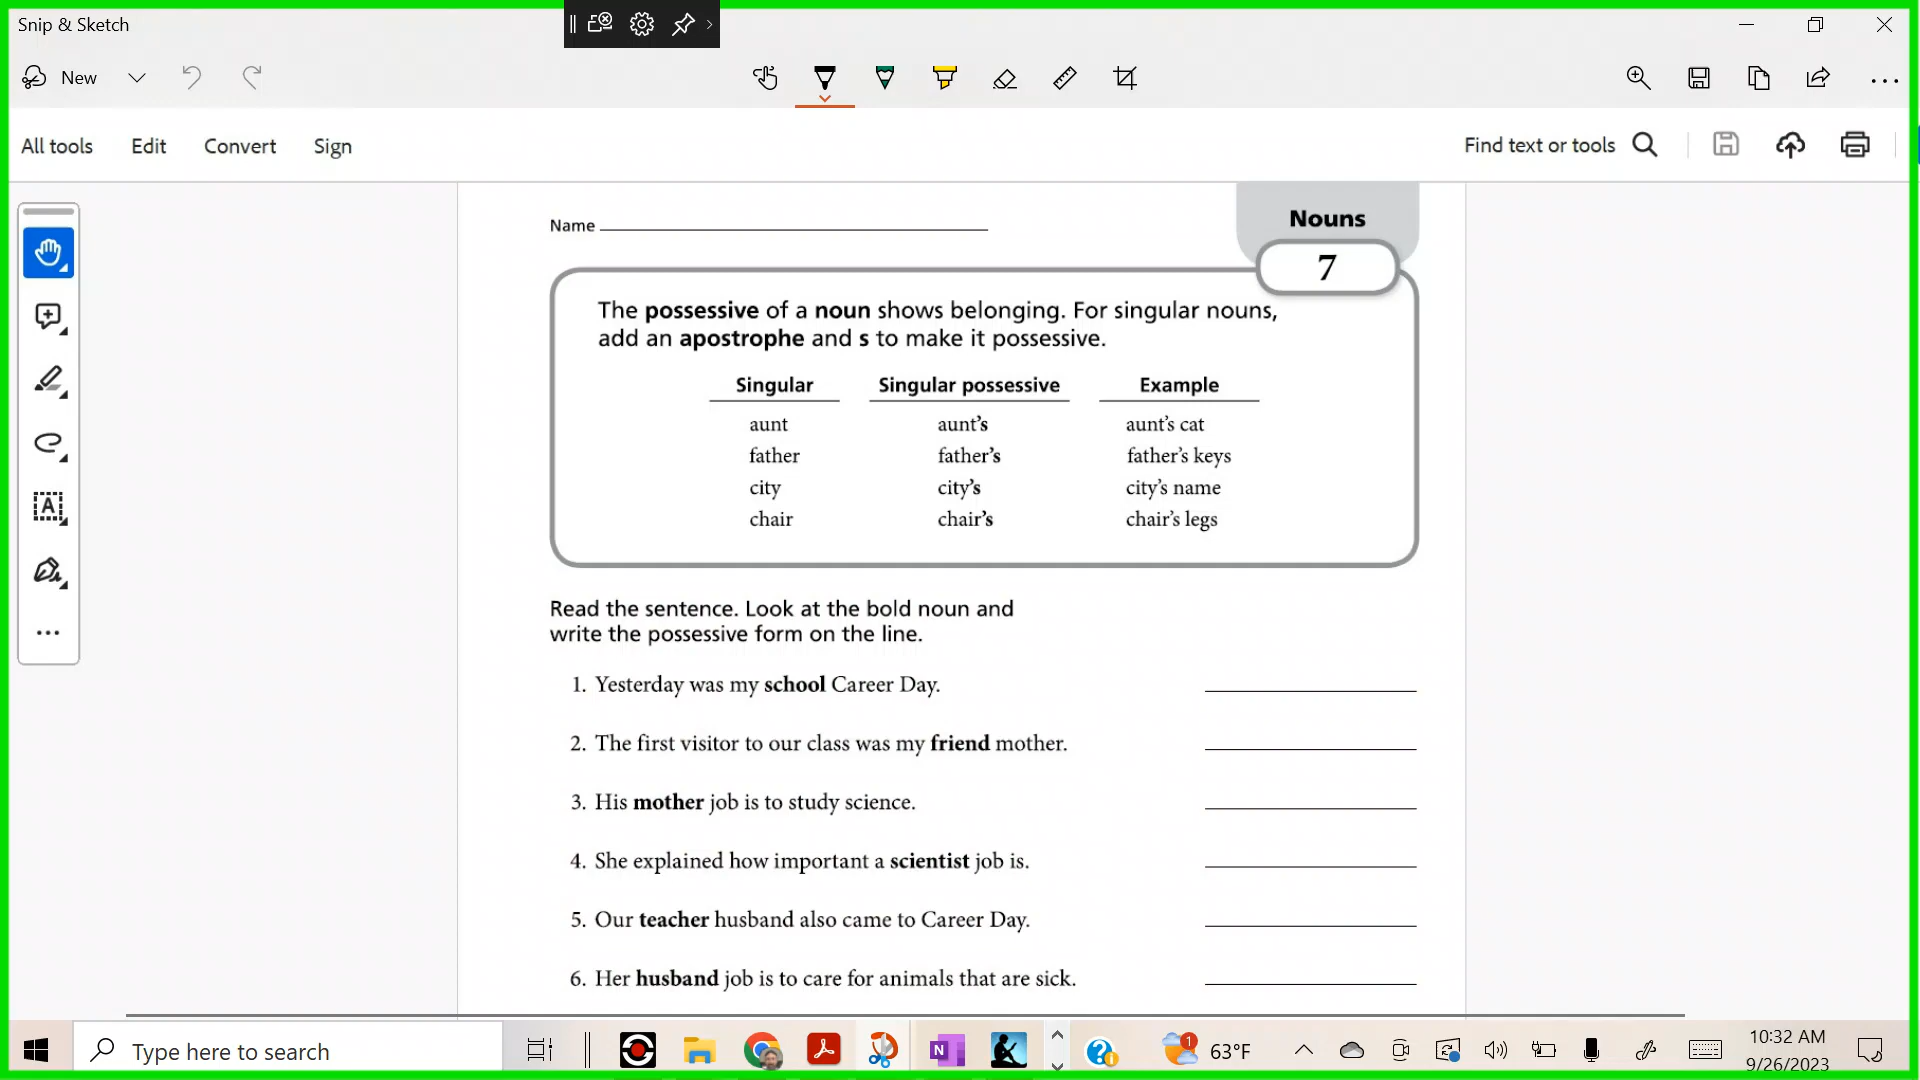 Snip & Sketch
New
All tools Edit Convert Sign Find text or tools
Name
Nouns
7
The possessive of a noun shows belonging. For singular nouns,
add an apostrophe and s to make it possessive.
Singular Singular possessive Example
aunt aunt’s aunt’s cat
father father’s father’s keys
city city’s city’s name
chair chair’s chair’s legs
Read the sentence. Look at the bold noun and
write the possessive form on the line.
1. Yesterday was my school Career Day.
2. The first visitor to our class was my friend mother.
3. His mother job is to study science.
4. She explained how important a scientist job is.
5. Our teacher husband also came to Career Day.
6. Her husband job is to care for animals that are sick.
Type here to search
N
1
63°F
10:32 AM
9/26/2023